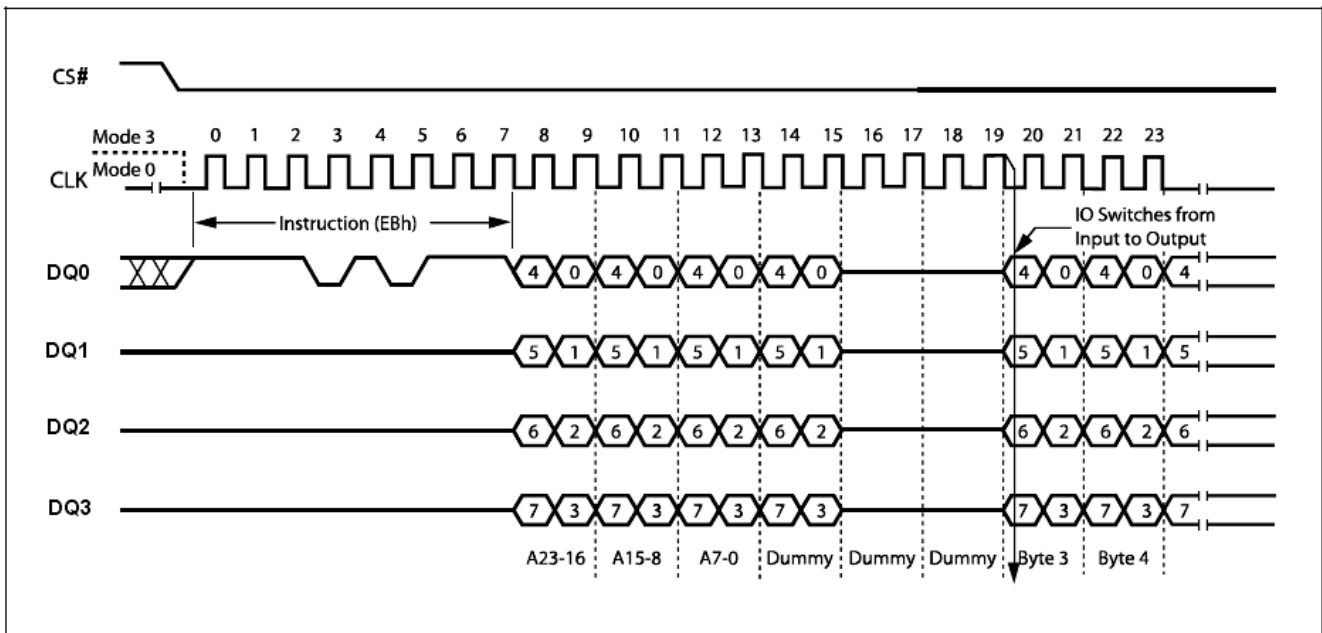 CS#
Mode 3
0 1 2 3 4 5 6 7 8 9 10 11 12 13 14 15 16 17 18 19 20 21 22 23
CLK Mode 0
Instruction (EBh)
IO Switches from
Input to Output
DQ0 4 0 4 0 4 0 4 0 4 0 4 0 4
DQ1 5 1 5 1 5 1 5 1 5 1 5 1 5
DQ2 6 2 6 2 6 2 6 2 6 2 6 2 6
DQ3 7 3 7 3 7 3 7 3 7 3 7 3 7
A23-16 A15-8 A7-0 Dummy Dummy Dummy Byte 3 Byte 4